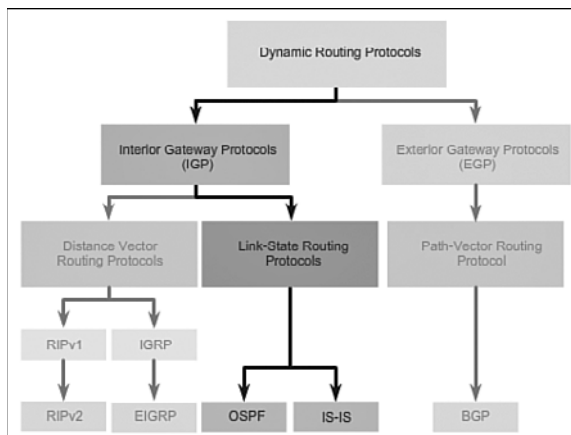 Dynamic Routing Protocols
Interior Gateway Protocols
(IGP)
Exterior Gateway Protocols
(EGP)
Distance Vector
Routing Protocols
Link-State Routing
Protocols
Path-Vector Routing
Protocol
RIPv1
IGRP
RIPv2
EIGRP
OSPF
IS-IS
BGP